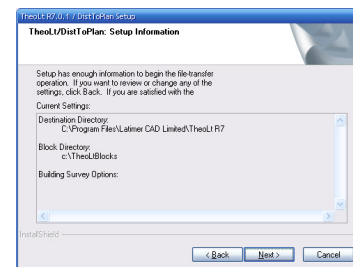 TheoLt R7.0.1 / DistToPlan Setup
TheoLt/DistToPlan: Setup Information
Setup has enough information to begin the file-transfer
operation. If you want to review or change any of the
settings, click Back. If you are satisfied with the
Current Settings:
Destination Directory:
C:\Program Files\Latimer CAD Limited\TheoLt R7
Block Directory:
c:\TheoLtBlocks
Building Survey Options:
InstallShield
< Back
Next >
Cancel